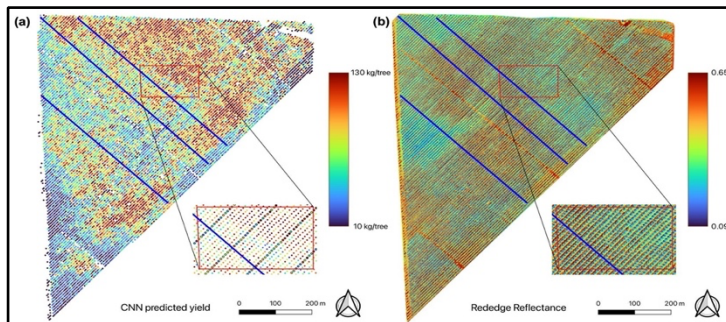 (a)
130 kg/tree
10 kg/tree
CNN predicted yield
0 100 200 m
(b)
0.65
0.09
Rededge Reflectance
0 100 200 m